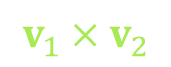 𝐯₁ × 𝐯₂